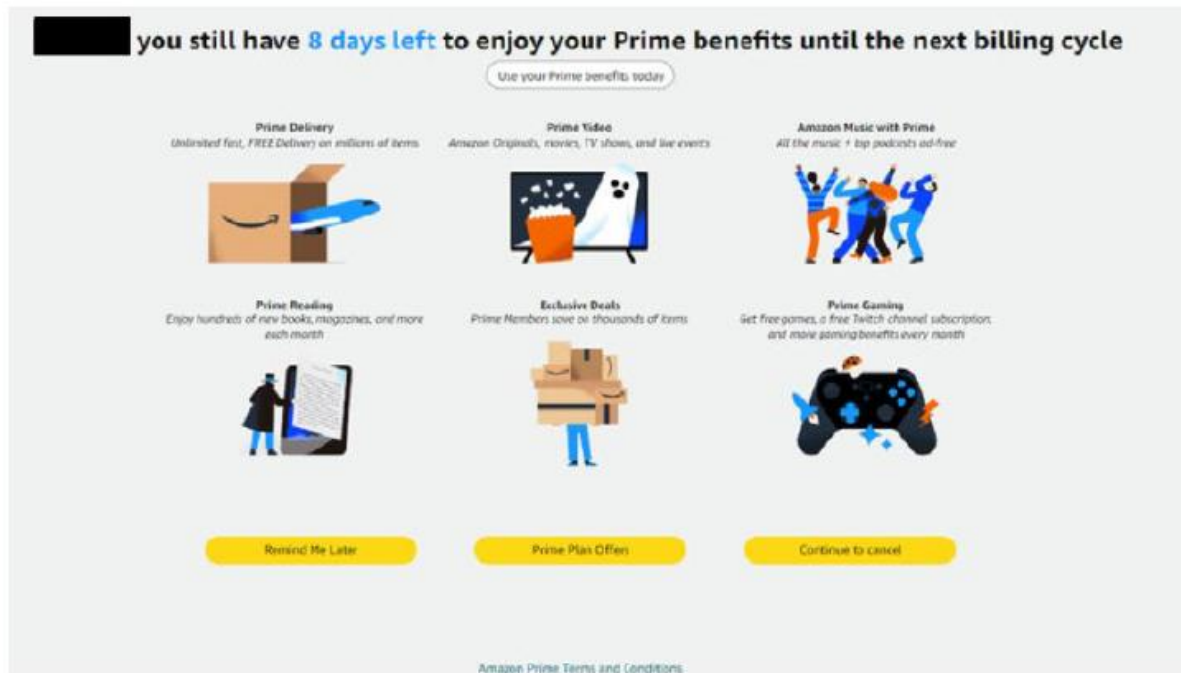 you still have 8 days left to enjoy your Prime benefits until the next billing cycle
Use your Prime benefits today
Prime Delivery
Unlimited fast, FREE Delivery on millions of items
Prime Video
Amazon Originals, movies, TV shows, and live events
Amazon Music with Prime
All the music + top podcasts ad-free
Prime Reading
Enjoy hundreds of new books, magazines, and more
each month
Exclusive Deals
Prime Members save on thousands of items
Prime Gaming
Get free games, a free Twitch channel subscription,
and more gaming benefits every month
Remind Me Later
Prime Plan Offers
Continue to cancel
Amazon Prime Terms and Conditions